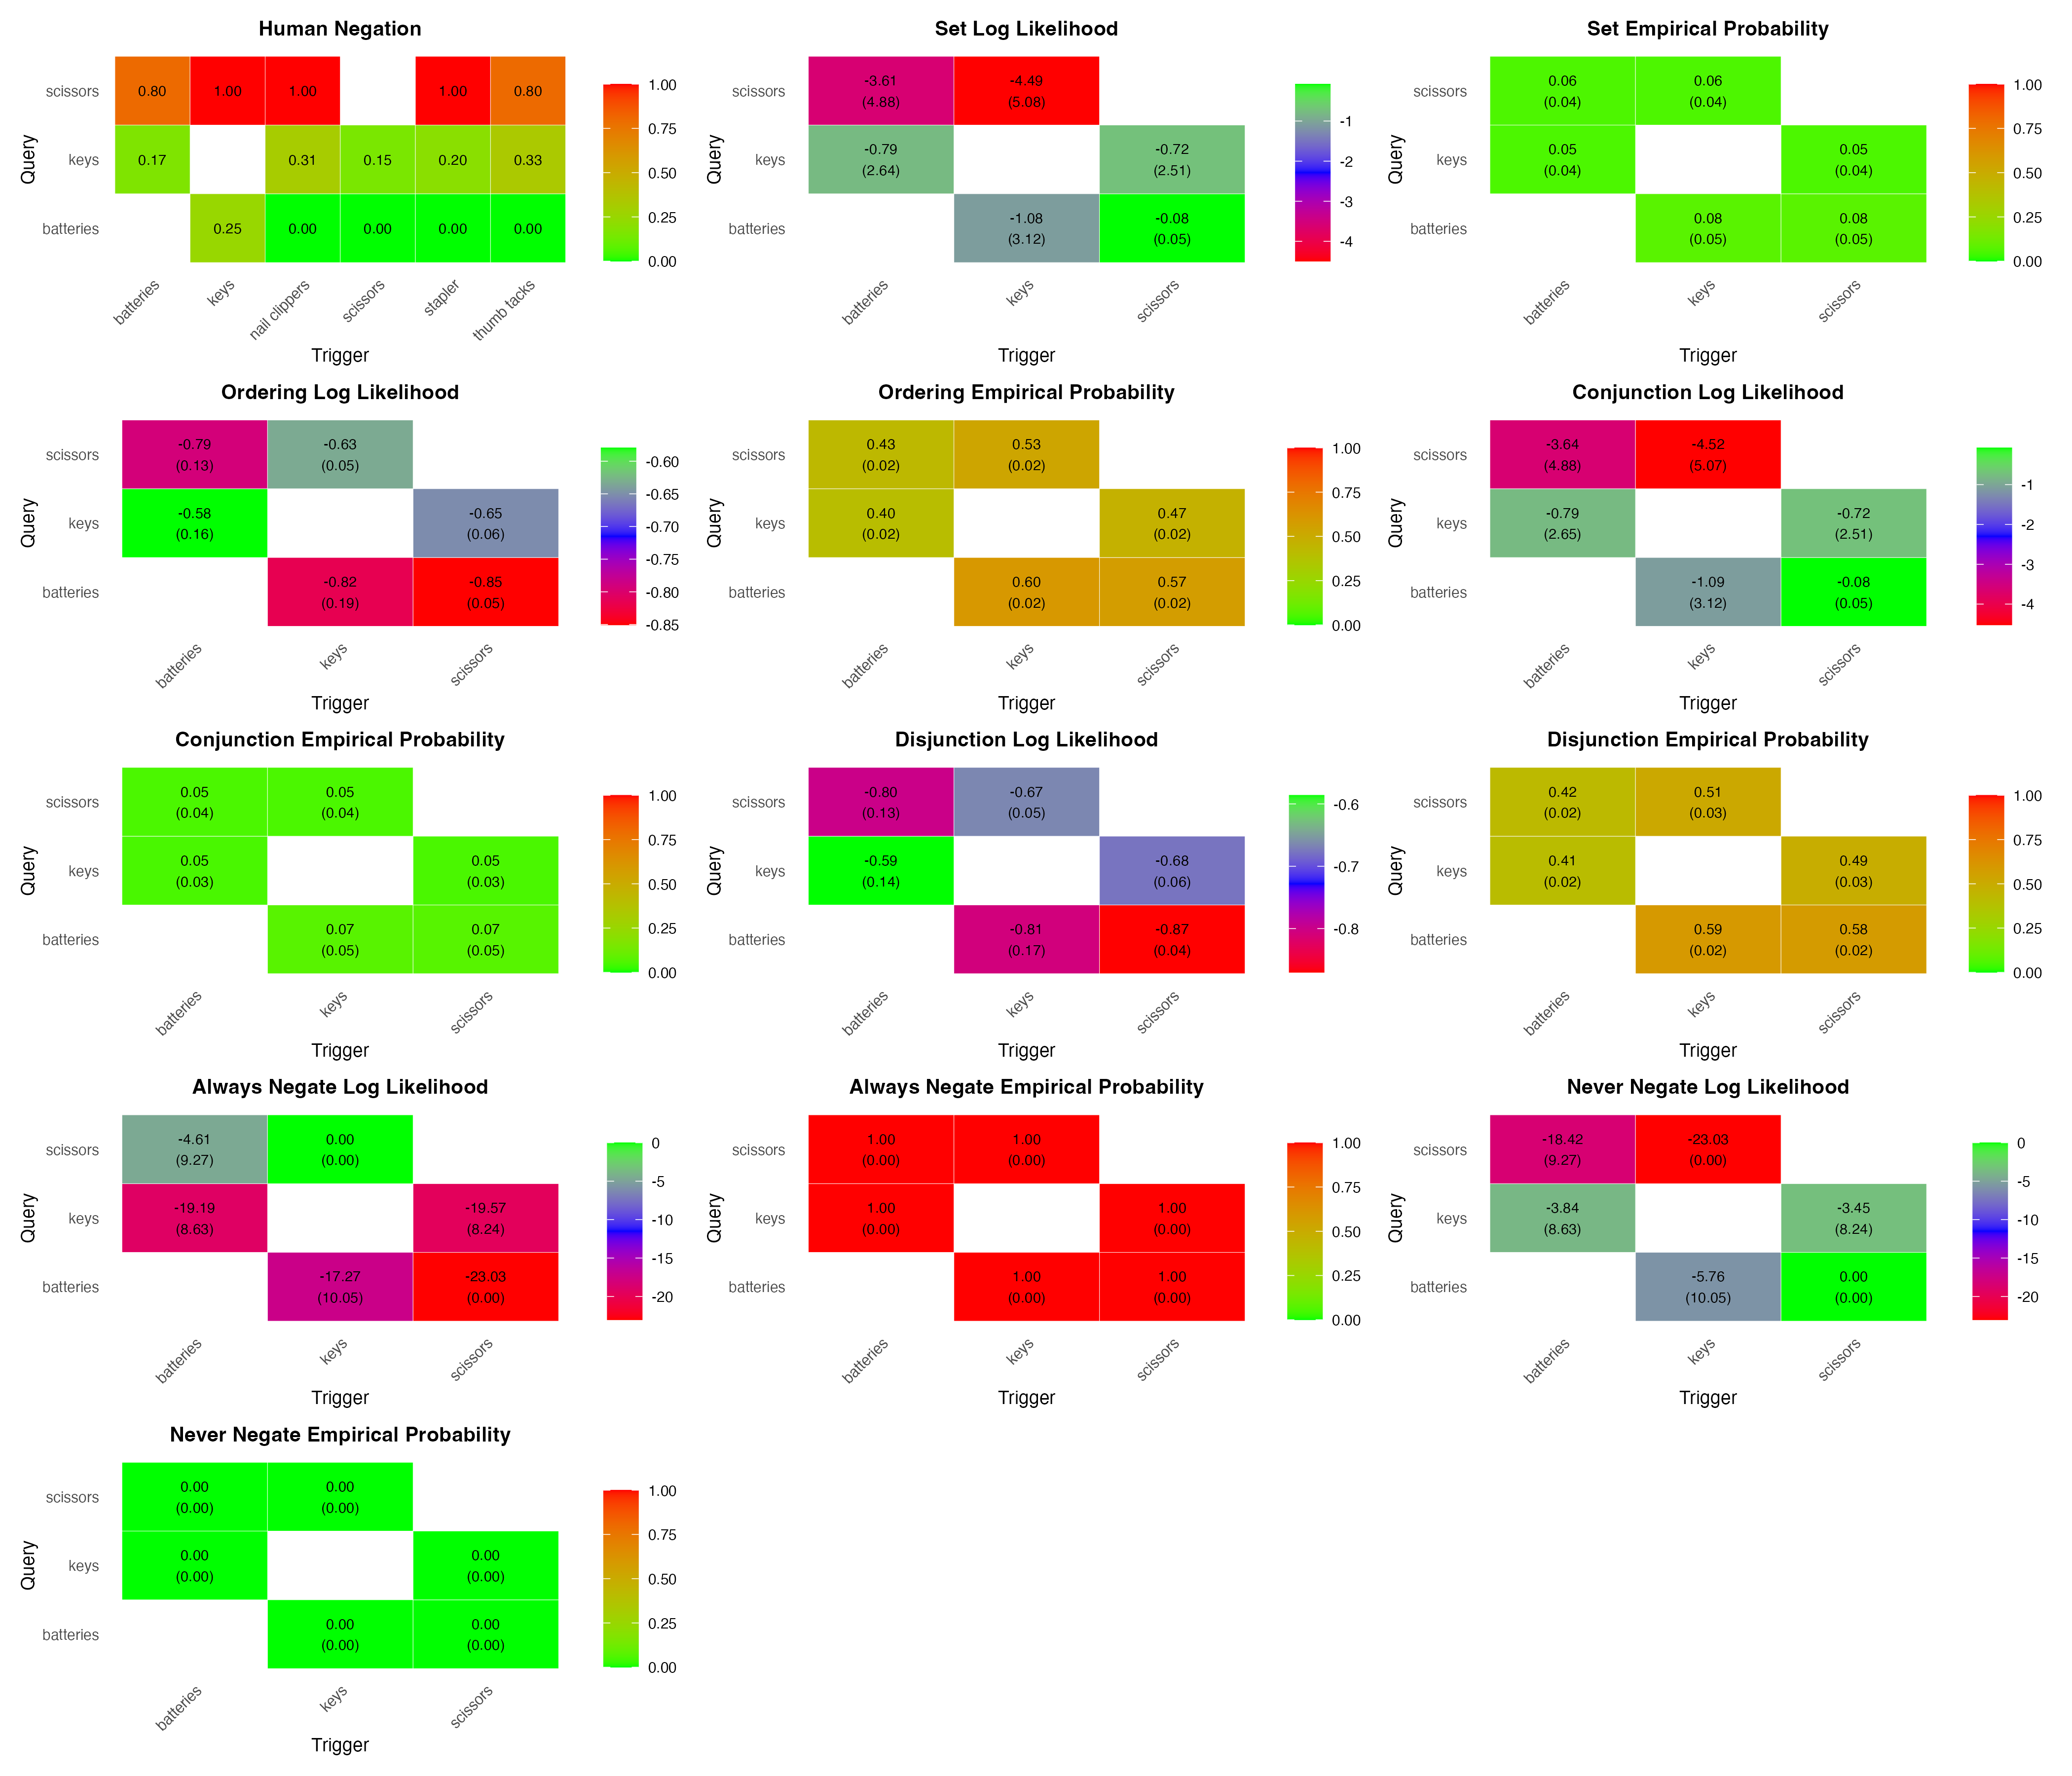 Human Negation
Set Log Likelihood
Set Empirical Probability
scissors 0.80 1.00 1.00 1.00 0.80
keys 0.17 0.31 0.15 0.20 0.33
batteries 0.25 0.00 0.00 0.00 0.00
batteries keys nail clippers scissors stapler thumb tacks
Trigger
Query
1.00
0.75
0.50
0.25
0.00
scissors -3.61 -4.49
(4.88) (5.08)
keys -0.79 -0.72
(2.64) (2.51)
batteries -1.08 -0.08
(3.12) (0.05)
batteries keys scissors
Trigger
Query
-1
-2
-3
-4
scissors 0.06 0.06
(0.04) (0.04)
keys 0.05 0.05
(0.04) (0.04)
batteries 0.08 0.08
(0.05) (0.05)
batteries keys scissors
Trigger
Query
1.00
0.75
0.50
0.25
0.00
Ordering Log Likelihood
Ordering Empirical Probability
Conjunction Log Likelihood
scissors -0.79 -0.63
(0.13) (0.05)
keys -0.58 -0.65
(0.16) (0.06)
batteries -0.82 -0.85
(0.19) (0.05)
batteries keys scissors
Trigger
Query
-0.60
-0.65
-0.70
-0.75
-0.80
-0.85
scissors 0.43 0.53
(0.02) (0.02)
keys 0.40 0.47
(0.02) (0.02)
batteries 0.60 0.57
(0.02) (0.02)
batteries keys scissors
Trigger
Query
1.00
0.75
0.50
0.25
0.00
scissors -3.64 -4.52
(4.88) (5.07)
keys -0.79 -0.72
(2.65) (2.51)
batteries -1.09 -0.08
(3.12) (0.05)
batteries keys scissors
Trigger
Query
-1
-2
-3
-4
Conjunction Empirical Probability
Disjunction Log Likelihood
Disjunction Empirical Probability
scissors 0.05 0.05
(0.04) (0.04)
keys 0.05 0.05
(0.03) (0.03)
batteries 0.07 0.07
(0.05) (0.05)
batteries keys scissors
Trigger
Query
1.00
0.75
0.50
0.25
0.00
scissors -0.80 -0.67
(0.13) (0.05)
keys -0.59 -0.68
(0.14) (0.06)
batteries -0.81 -0.87
(0.17) (0.04)
batteries keys scissors
Trigger
Query
-0.6
-0.7
-0.8
scissors 0.42 0.51
(0.02) (0.03)
keys 0.41 0.49
(0.02) (0.03)
batteries 0.59 0.58
(0.02) (0.02)
batteries keys scissors
Trigger
Query
1.00
0.75
0.50
0.25
0.00
Always Negate Log Likelihood
Always Negate Empirical Probability
Never Negate Log Likelihood
scissors -4.61 0.00
(9.27) (0.00)
keys -19.19 -19.57
(8.63) (8.24)
batteries -17.27 -23.03
(10.05) (0.00)
batteries keys scissors
Trigger
Query
0
-5
-10
-15
-20
scissors 1.00 1.00
(0.00) (0.00)
keys 1.00 1.00
(0.00) (0.00)
batteries 1.00 1.00
(0.00) (0.00)
batteries keys scissors
Trigger
Query
1.00
0.75
0.50
0.25
0.00
scissors -18.42 -23.03
(9.27) (0.00)
keys -3.84 -3.45
(8.63) (8.24)
batteries -5.76 0.00
(10.05) (0.00)
batteries keys scissors
Trigger
Query
0
-5
-10
-15
-20
Never Negate Empirical Probability
scissors 0.00 0.00
(0.00) (0.00)
keys 0.00 0.00
(0.00) (0.00)
batteries 0.00 0.00
(0.00) (0.00)
batteries keys scissors
Trigger
Query
1.00
0.75
0.50
0.25
0.00